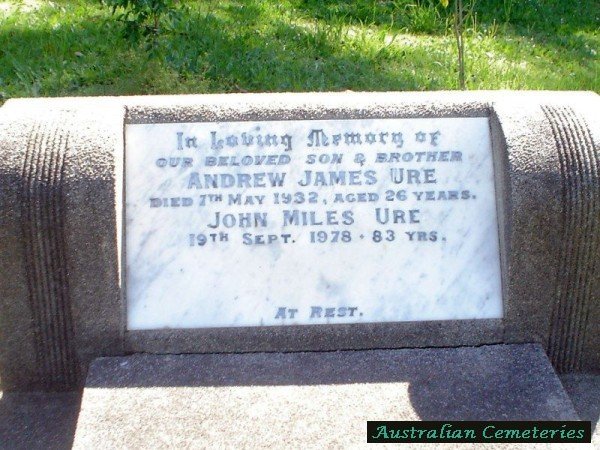 In Loving Memory of
OUR BELOVED SON & BROTHER
ANDREW JAMES URE
DIED 7TH MAY 1932, AGED 26 YEARS.
JOHN MILES URE
19TH SEPT. 1978 · 83 YRS.
AT REST.
Australian Cemeteries